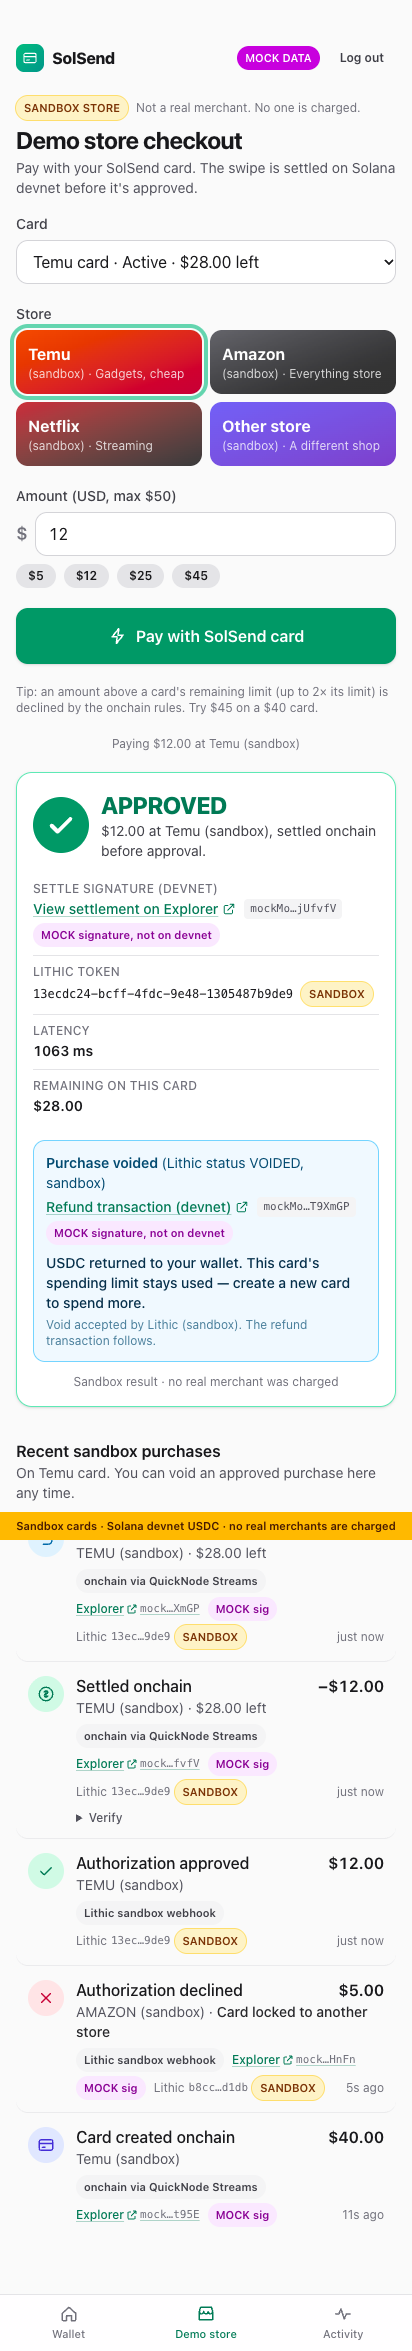 SolSend
MOCK DATA
Log out
SANDBOX STORE Not a real merchant. No one is charged.
Demo store checkout
Pay with your SolSend card. The swipe is settled on Solana
devnet before it's approved.
Card
Temu card · Active · $28.00 left
Store
Temu
(sandbox) · Gadgets, cheap
Amazon
(sandbox) · Everything store
Netflix
(sandbox) · Streaming
Other store
(sandbox) · A different shop
Amount (USD, max $50)
$ 12
$5 $12 $25 $45
Pay with SolSend card
Tip: an amount above a card's remaining limit (up to 2× its limit) is
declined by the onchain rules. Try $45 on a $40 card.
Paying $12.00 at Temu (sandbox)
APPROVED
$12.00 at Temu (sandbox), settled onchain
before approval.
SETTLE SIGNATURE (DEVNET)
View settlement on Explorer mockMo…jUfvfV
MOCK signature, not on devnet
LITHIC TOKEN
13ecdc24-bcff-4fdc-9e48-1305487b9de9 SANDBOX
LATENCY
1063 ms
REMAINING ON THIS CARD
$28.00
Purchase voided (Lithic status VOIDED,
sandbox)
Refund transaction (devnet) mockMo…T9XmGP
MOCK signature, not on devnet
USDC returned to your wallet. This card's
spending limit stays used — create a new card
to spend more.
Void accepted by Lithic (sandbox). The refund
transaction follows.
Sandbox result · no real merchant was charged
Recent sandbox purchases
On Temu card. You can void an approved purchase here
any time.
Sandbox cards · Solana devnet USDC · no real merchants are charged
TEMU (sandbox) · $28.00 left
onchain via QuickNode Streams
Explorer mock…XmGP MOCK sig
Lithic 13ec…9de9 SANDBOX just now
Settled onchain −$12.00
TEMU (sandbox) · $28.00 left
onchain via QuickNode Streams
Explorer mock…fvfV MOCK sig
Lithic 13ec…9de9 SANDBOX just now
Verify
Authorization approved $12.00
TEMU (sandbox)
Lithic sandbox webhook
Lithic 13ec…9de9 SANDBOX just now
Authorization declined $5.00
AMAZON (sandbox) · Card locked to another
store
Lithic sandbox webhook Explorer mock…HnFn
MOCK sig Lithic b8cc…d1db SANDBOX 5s ago
Card created onchain $40.00
Temu (sandbox)
onchain via QuickNode Streams
Explorer mock…t95E MOCK sig 11s ago
Wallet
Demo store
Activity